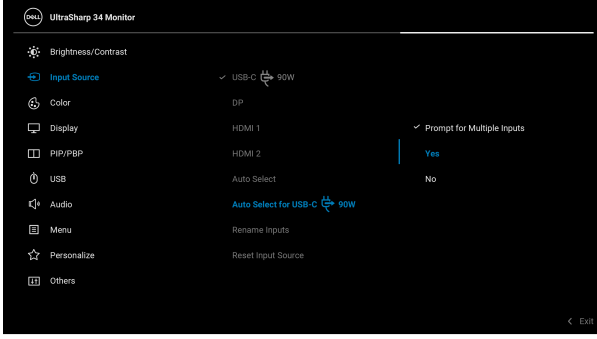 DELL
UltraSharp 34 Monitor
Brightness/Contrast
Input Source
Color
Display
PIP/PBP
USB
Audio
Menu
Personalize
Others
USB-C 90W
DP
HDMI 1
HDMI 2
Auto Select
Auto Select for USB-C 90W
Rename Inputs
Reset Input Source
Prompt for Multiple Inputs
Yes
No
Exit